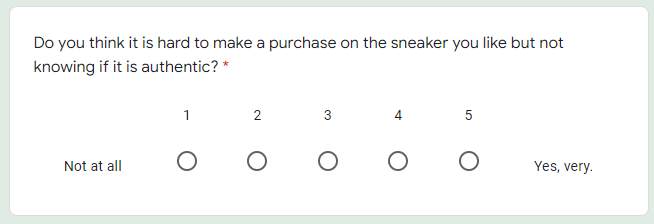 Do you think it is hard to make a purchase on the sneaker you like but not
knowing if it is authentic? *
1 2 3 4 5
Not at all Yes, very.